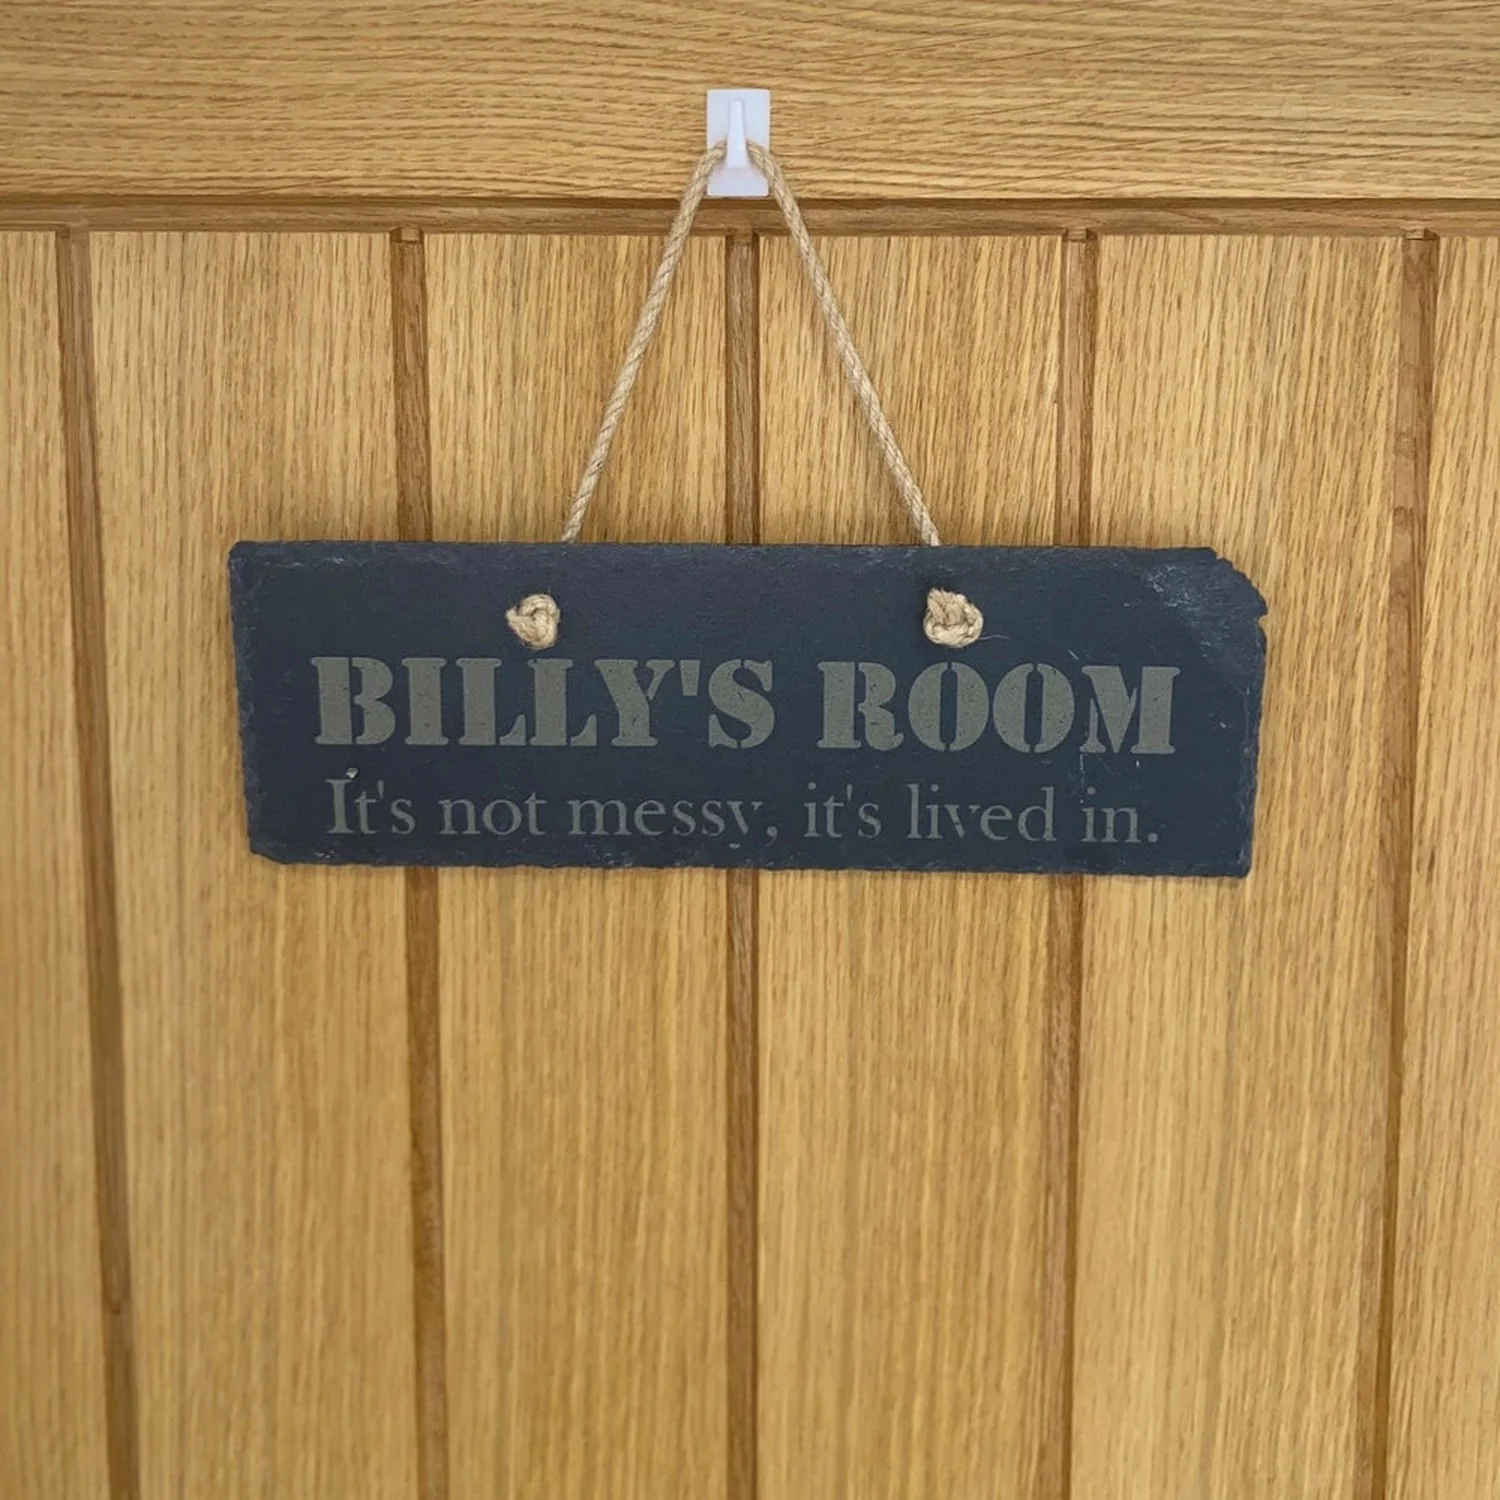 BILLY'S ROOM
It's not messy, it's lived in.